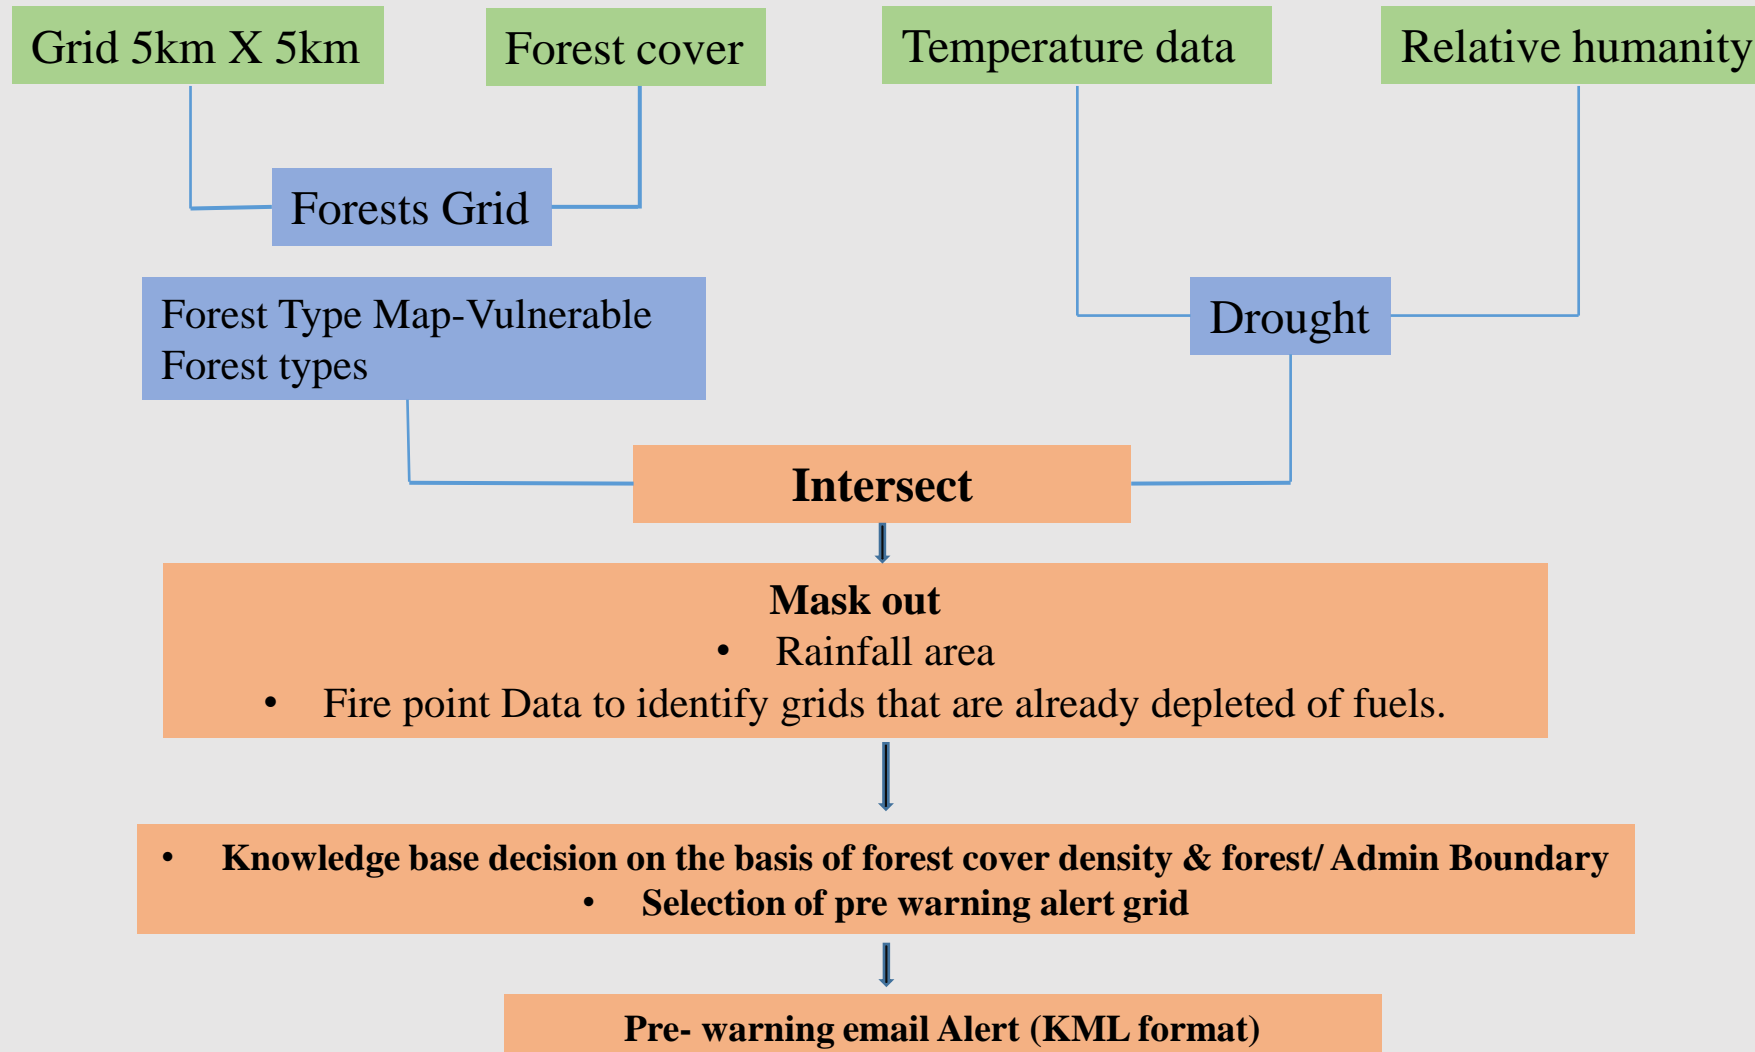 Grid 5km X 5km
Forest cover
Temperature data
Relative humanity
Forests Grid
Forest Type Map-Vulnerable
Forest types
Drought
Intersect
Mask out
• Rainfall area
• Fire point Data to identify grids that are already depleted of fuels.
• Knowledge base decision on the basis of forest cover density & forest/ Admin Boundary
• Selection of pre warning alert grid
Pre- warning email Alert (KML format)